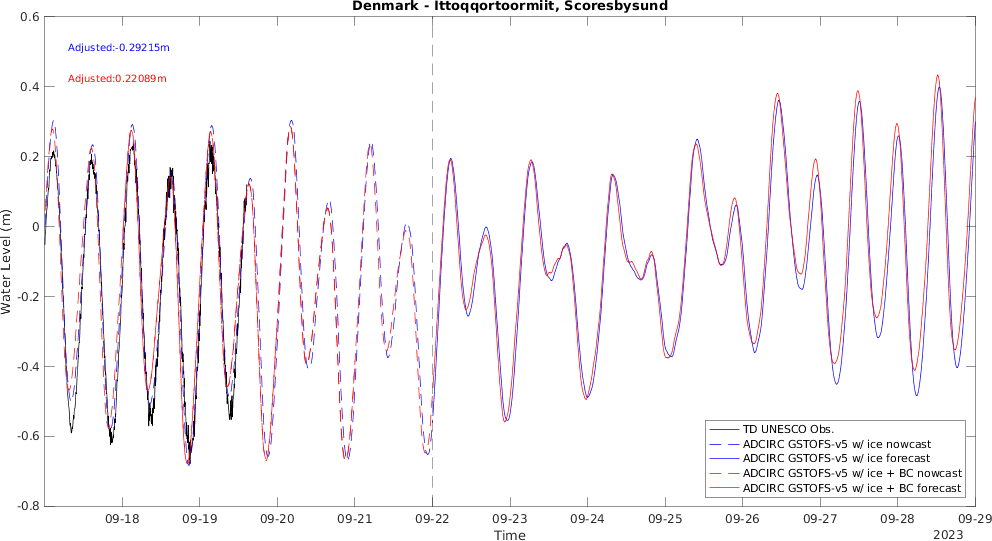 Denmark - Ittoqqortoormiit, Scoresbysund
Adjusted:-0.29215m
Adjusted:0.22089m
Water Level (m)
0.6
0.4
0.2
0
-0.2
-0.4
-0.6
-0.8
TD UNESCO Obs.
ADCIRC GSTOFS-v5 w/ ice nowcast
ADCIRC GSTOFS-v5 w/ ice forecast
ADCIRC GSTOFS-v5 w/ ice + BC nowcast
ADCIRC GSTOFS-v5 w/ ice + BC forecast
09-18 09-19 09-20 09-21 09-22 09-23 09-24 09-25 09-26 09-27 09-28 09-29
Time
2023